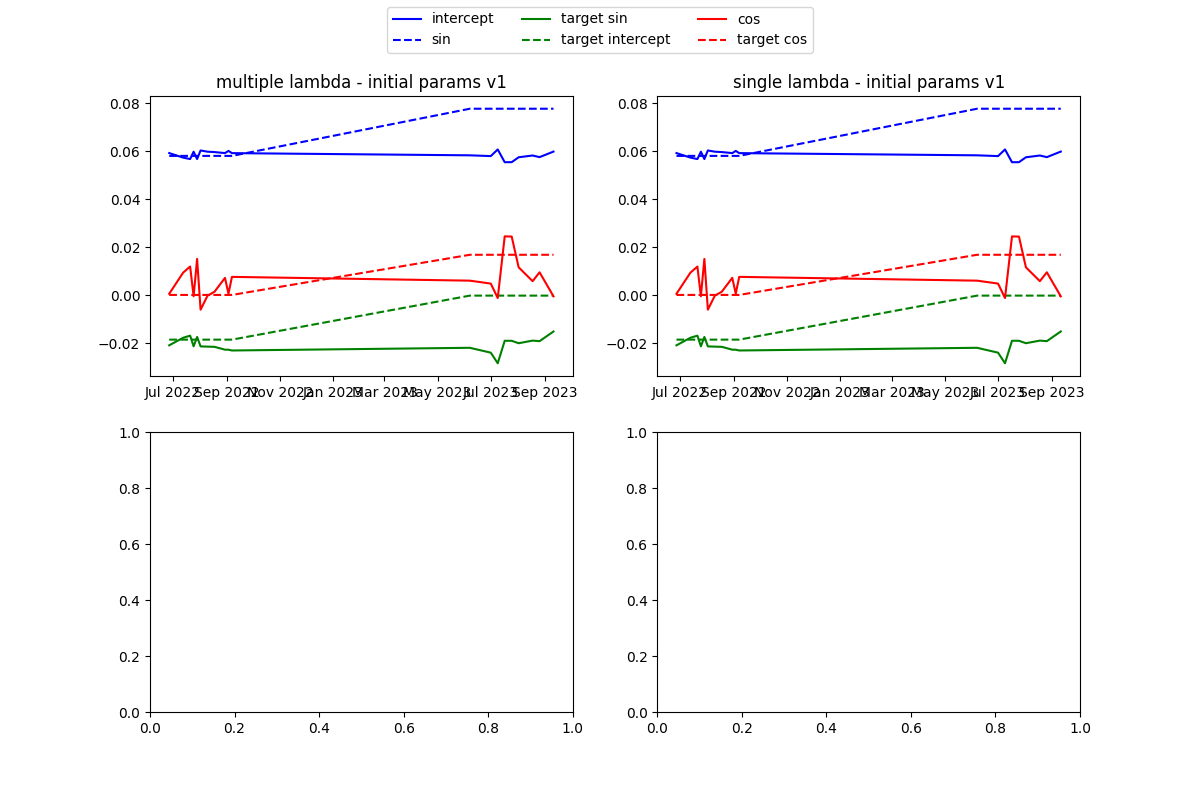 intercept target sin cos
sin target intercept target cos
multiple lambda - initial params v1 single lambda - initial params v1
0.08 0.08
0.06 0.06
0.04 0.04
0.02 0.02
0.00 0.00
−0.02 −0.02
Jul 2022 Sep 2022 Nov 2022 Jan 2023 Mar 2023 May 2023 Jul 2023 Sep 2023 Jul 2022 Sep 2022 Nov 2022 Jan 2023 Mar 2023 May 2023 Jul 2023 Sep 2023
1.0 1.0
0.8 0.8
0.6 0.6
0.4 0.4
0.2 0.2
0.0 0.0
0.0 0.2 0.4 0.6 0.8 1.0 0.0 0.2 0.4 0.6 0.8 1.0